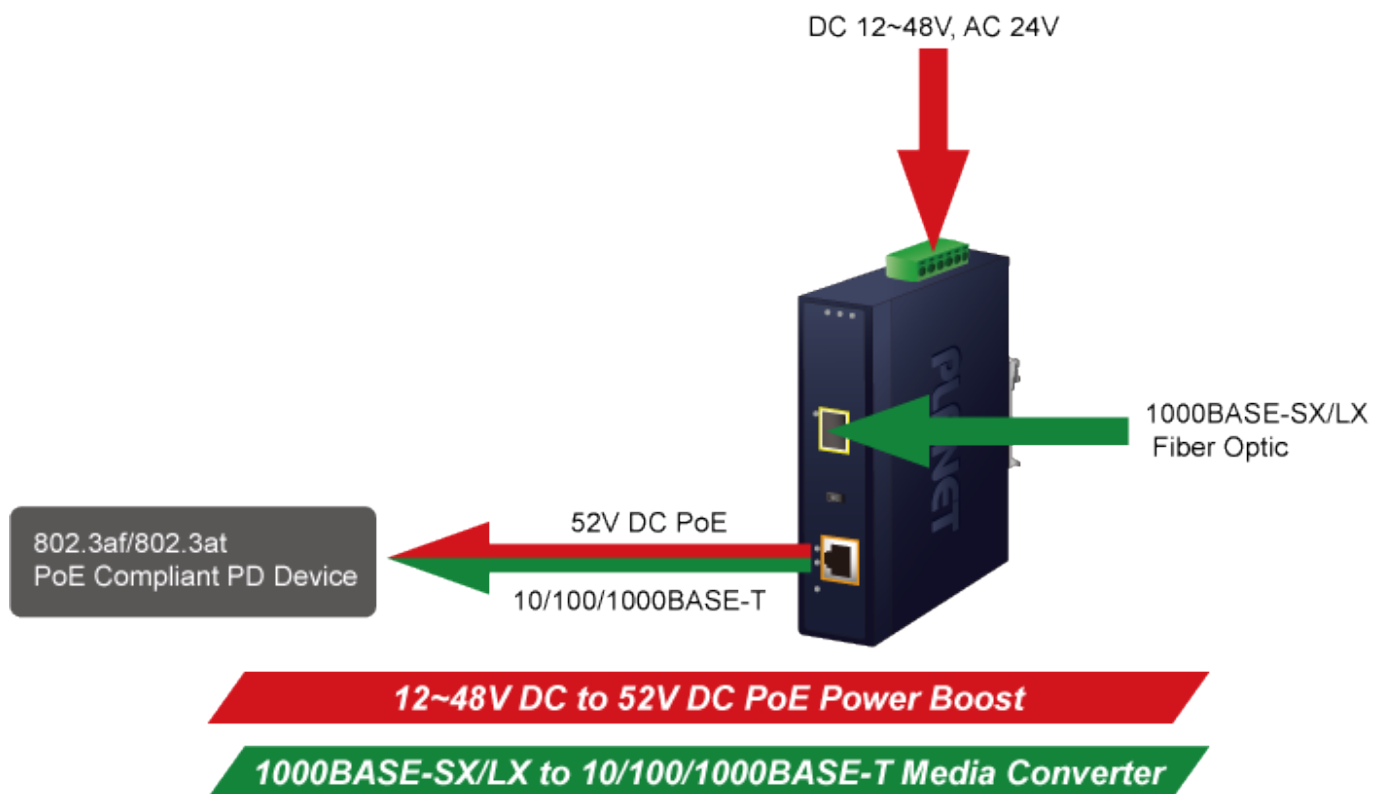 DC 12~48V, AC 24V
PLANET
1000BASE-SX/LX
Fiber Optic
52V DC PoE
802.3af/802.3at
PoE Compliant PD Device
10/100/1000BASE-T
12~48V DC to 52V DC PoE Power Boost
1000BASE-SX/LX to 10/100/1000BASE-T Media Converter